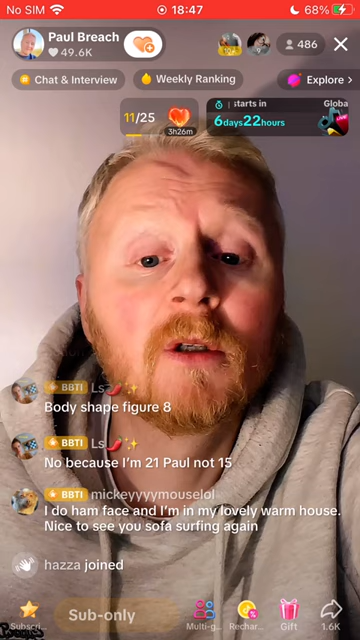 No SIM 18:47 68%
Paul Breach
49.6K
486
Chat & Interview Weekly Ranking Explore >
11/25 3h26m
starts in Globa
6days22hours
BBTI Ls🌶️✨
Body shape figure 8
BBTI Ls🌶️✨
No because I'm 21 Paul not 15
BBTI mickeyyyymouselol
I do ham face and I'm in my lovely warm house.
Nice to see you sofa surfing again
👋 hazza joined
Sub-only
Subscri... Multi-g... Rechar... Gift 1.6K